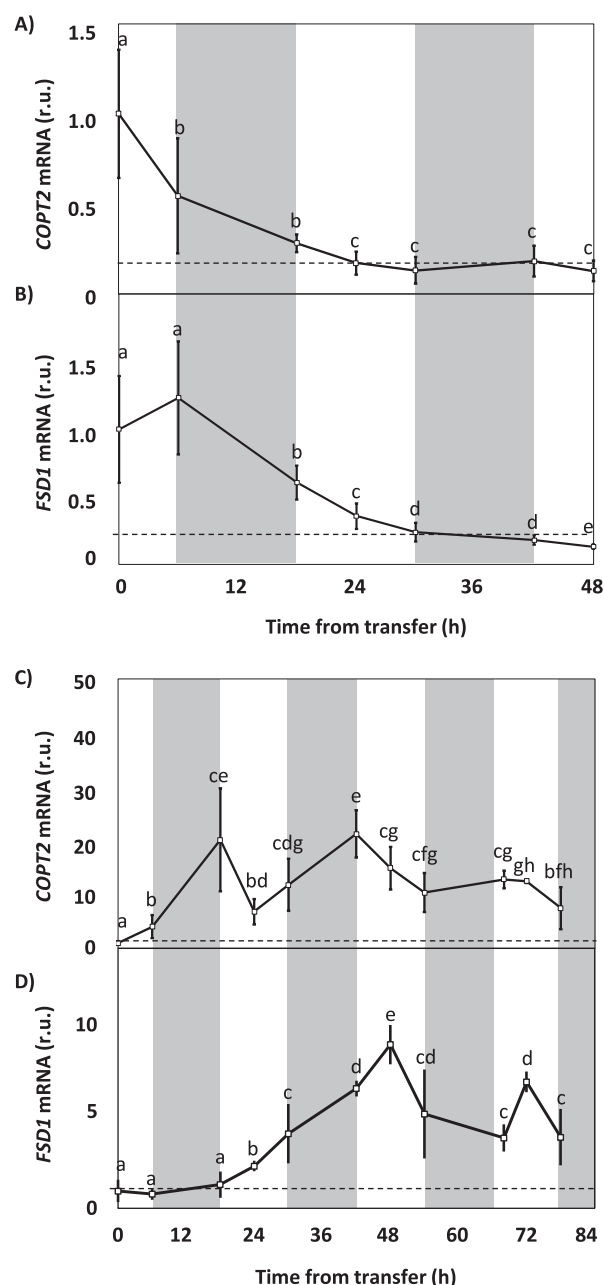 A)
COPT2 mRNA (r.u.)
1.5
1.0
0.5
0
a
b
b
c
c
c
c
B)
FSD1 mRNA (r.u.)
1.5
1.0
0.5
0
a
a
b
c
d
d
e
0 12 24 36 48
Time from transfer (h)
C)
COPT2 mRNA (r.u.)
50
40
30
20
10
0
a
b
ce
bd
cdg
e
cg
cfg
cg
gh
bfh
D)
FSD1 mRNA (r.u.)
10
5
0
a
a
a
b
c
d
e
cd
c
d
c
0 12 24 36 48 60 72 84
Time from transfer (h)